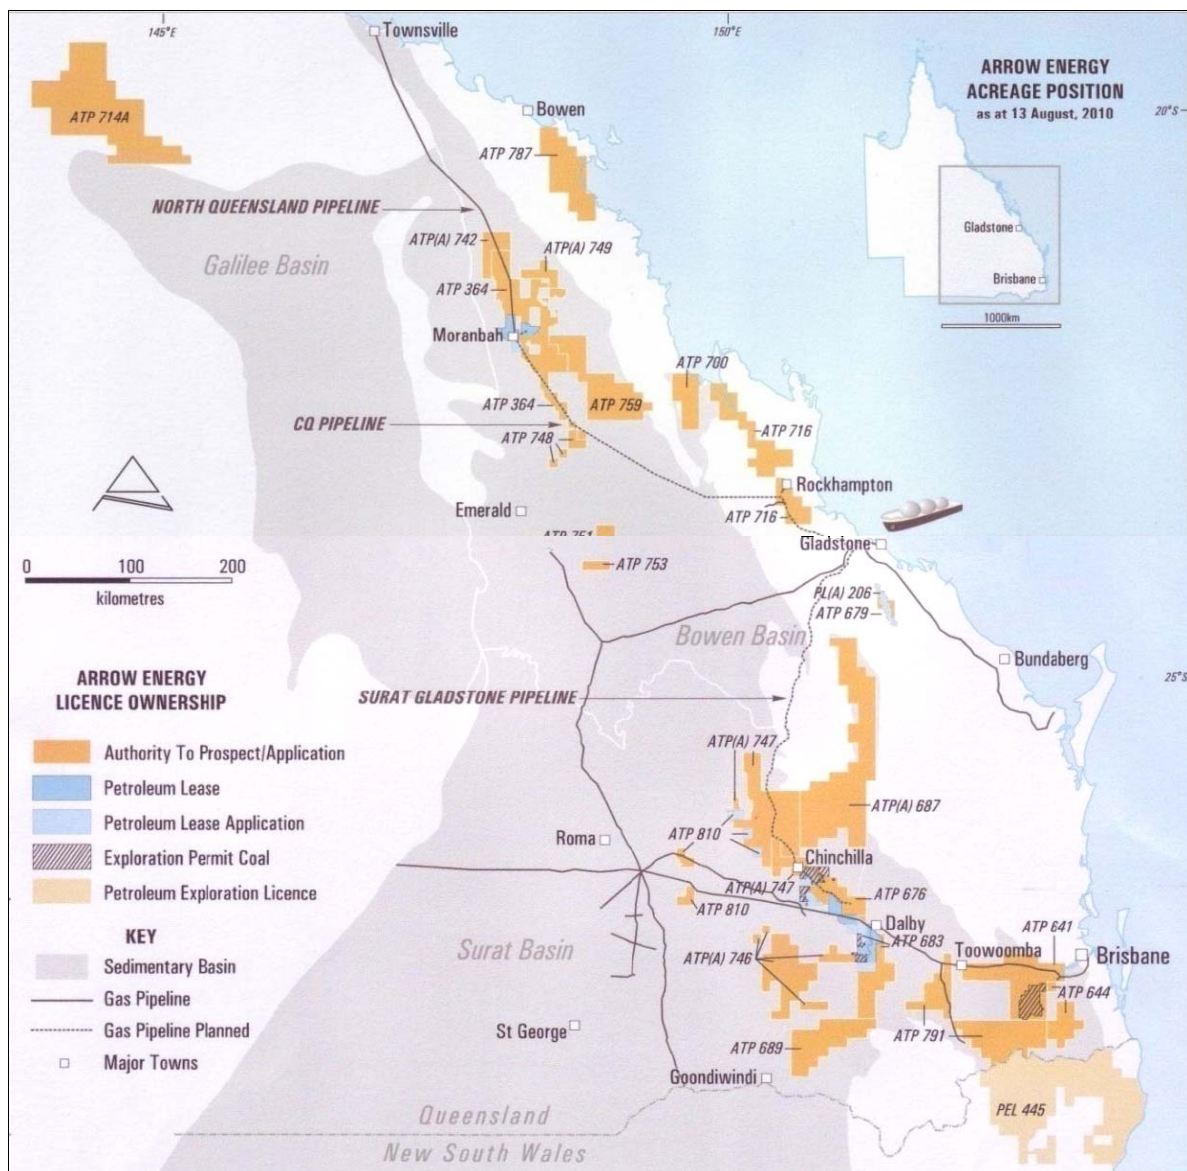 145°E
150°E
Townsville
ARROW ENERGY
ACREAGE POSITION
as at 13 August, 2010
ATP 714A
Bowen
20°S
ATP 787
NORTH QUEENSLAND PIPELINE
ATP(A) 742
ATP(A) 749
Gladstone
Galilee Basin
ATP 364
Brisbane
1000km
Moranbah
ATP 700
ATP 364
ATP 759
CQ PIPELINE
ATP 748
ATP 716
Rockhampton
Emerald
ATP 716
ATP 751
Gladstone
ATP 753
0 100 200
kilometres
PL(A) 206
ATP 679
Bowen Basin
Bundaberg
ARROW ENERGY
LICENCE OWNERSHIP
25°S
SURAT GLADSTONE PIPELINE
Authority To Prospect/Application
ATP(A) 747
Petroleum Lease
ATP(A) 687
Petroleum Lease Application
Roma
ATP 810
Exploration Permit Coal
Chinchilla
Petroleum Exploration Licence
ATP(A) 747
ATP 676
ATP 810
KEY
Dalby
ATP 641
Surat Basin
ATP 683
Toowoomba
Brisbane
Sedimentary Basin
ATP(A) 746
Gas Pipeline
ATP 644
Gas Pipeline Planned
St George
ATP 791
Major Towns
ATP 689
Goondiwindi
PEL 445
Queensland
New South Wales